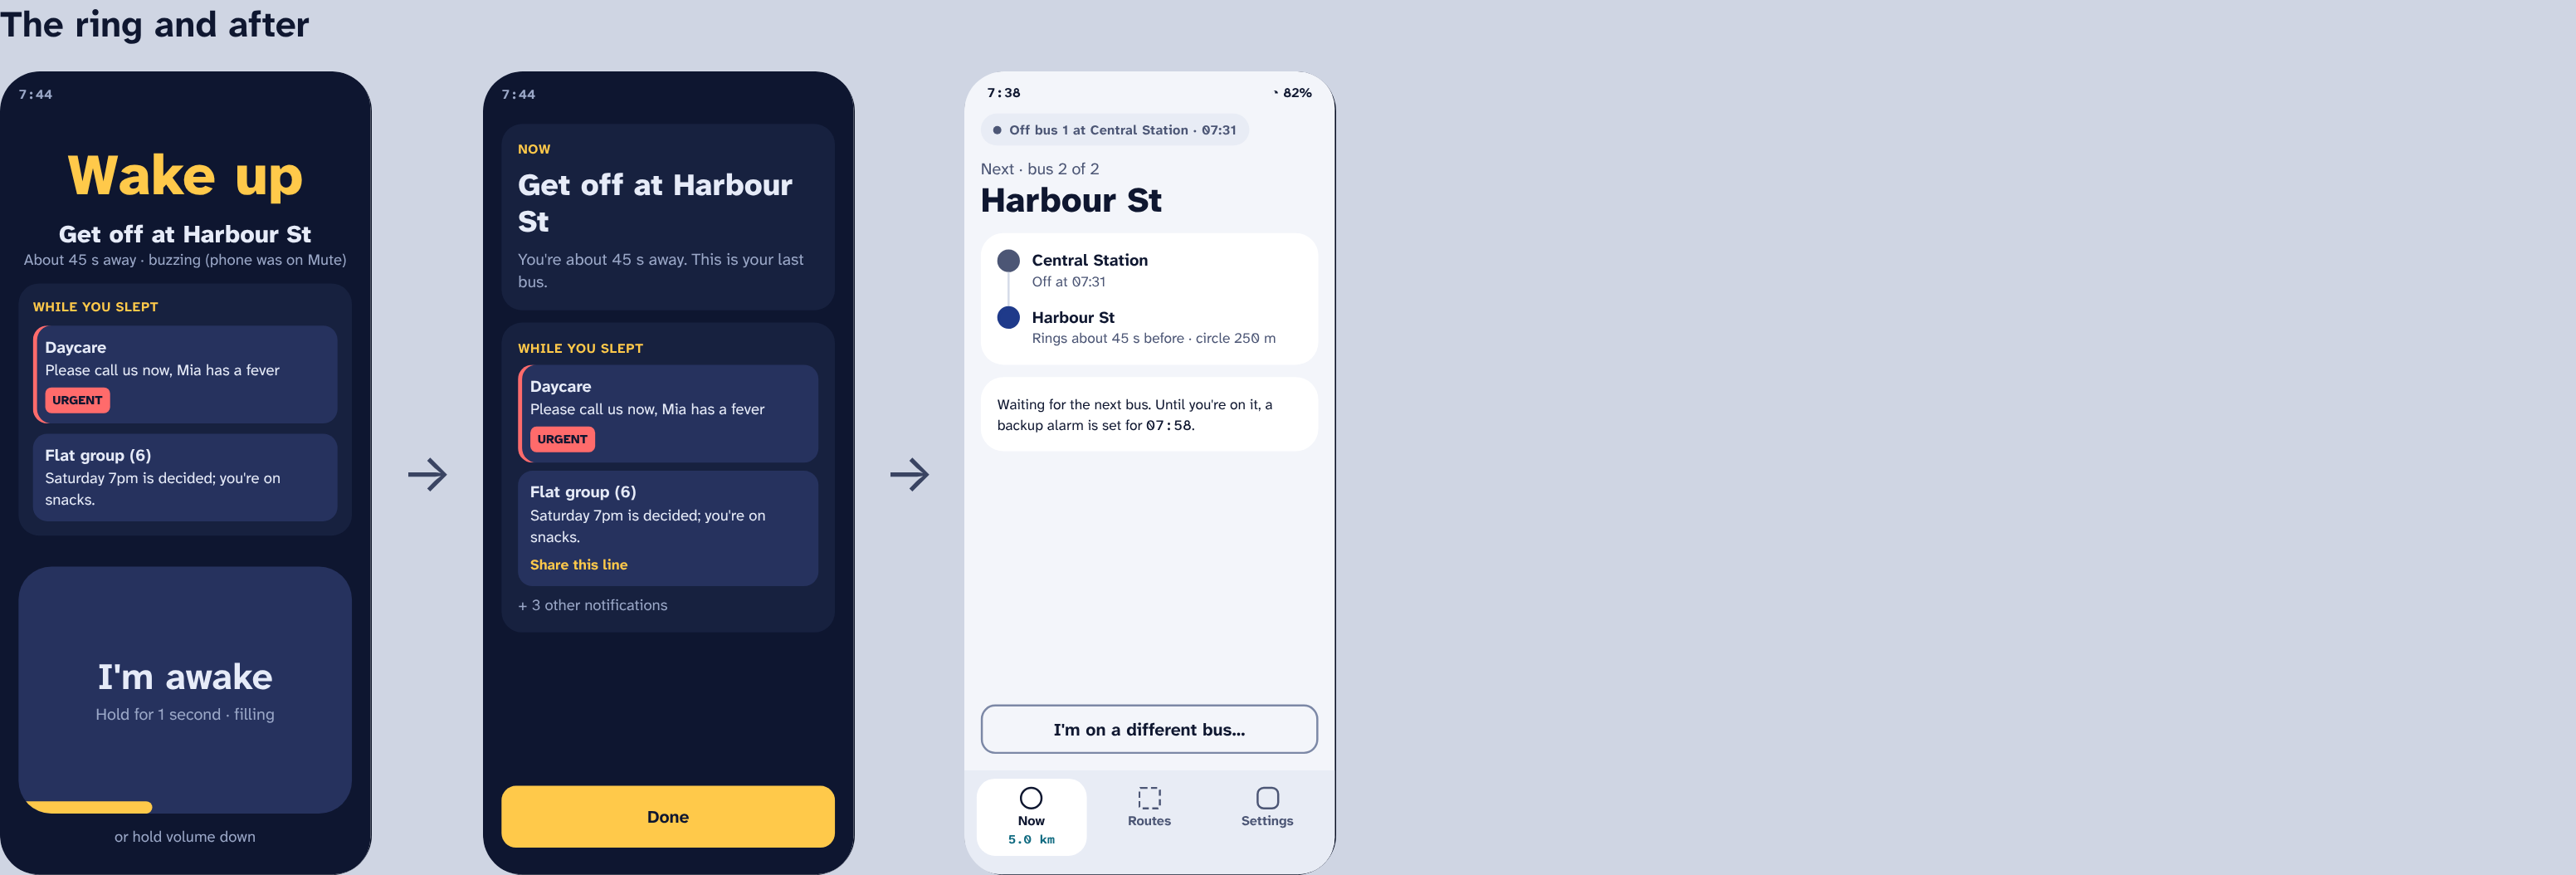 The ring and after
7:44
Wake up
Get off at Harbour St
About 45 s away · buzzing (phone was on Mute)
WHILE YOU SLEPT
Daycare
Please call us now, Mia has a fever
URGENT
Flat group (6)
Saturday 7pm is decided; you're on
snacks.
I'm awake
Hold for 1 second · filling
or hold volume down
7:44
NOW
Get off at Harbour
St
You're about 45 s away. This is your last
bus.
WHILE YOU SLEPT
Daycare
Please call us now, Mia has a fever
URGENT
Flat group (6)
Saturday 7pm is decided; you're on
snacks.
Share this line
+ 3 other notifications
Done
7:38
82%
Off bus 1 at Central Station · 07:31
Next · bus 2 of 2
Harbour St
Central Station
Off at 07:31
Harbour St
Rings about 45 s before · circle 250 m
Waiting for the next bus. Until you're on it, a
backup alarm is set for 07:58.
I'm on a different bus...
Now
5.0 km
Routes
Settings